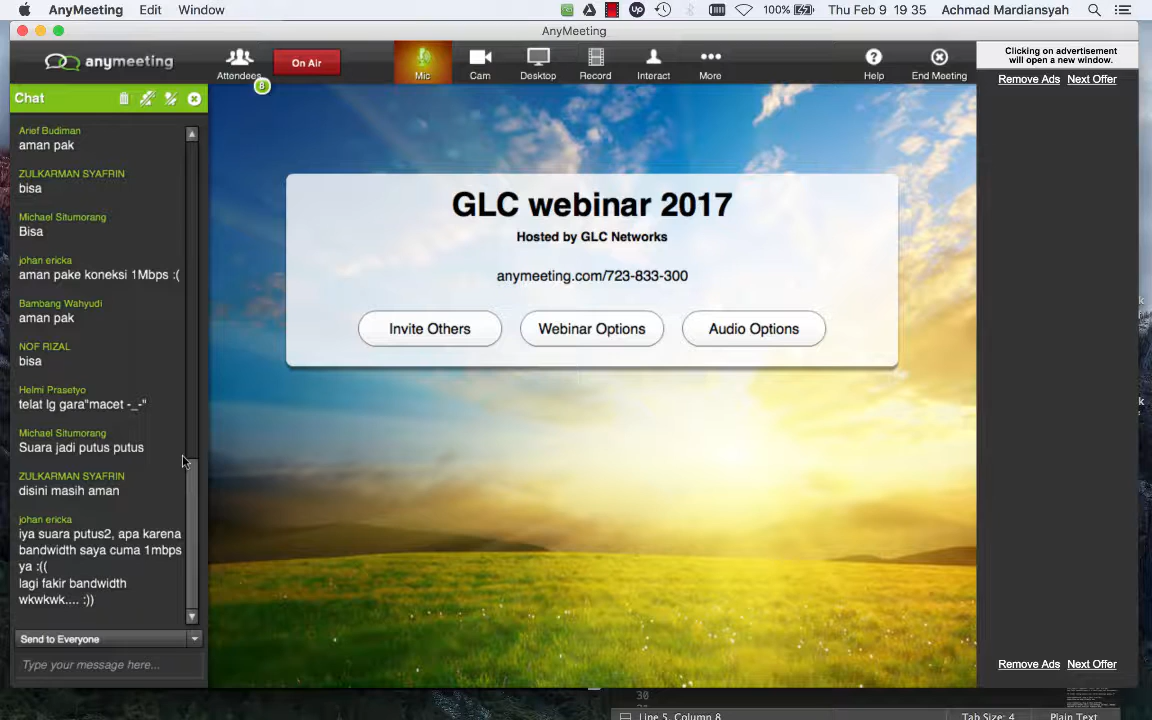 AnyMeeting Edit Window
100% Thu Feb 9 19 35 Achmad Mardiansyah
AnyMeeting
anymeeting
Attendees
8
On Air
Mic
Cam
Desktop
Record
Interact
More
Help
End Meeting
Clicking on advertisement
will open a new window.
Remove Ads Next Offer
Chat
Arief Budiman
aman pak
ZULKARMAN SYAFRIN
bisa
Michael Situmorang
Bisa
johan ericka
aman pake koneksi 1Mbps :(
Bambang Wahyudi
aman pak
NOF RIZAL
bisa
Helmi Prasetyo
telat lg gara"macet -_-"
Michael Situmorang
Suara jadi putus putus
ZULKARMAN SYAFRIN
disini masih aman
johan ericka
iya suara putus2, apa karena
bandwidth saya cuma 1mbps
ya :((
lagi fakir bandwidth
wkwkwk.... :))
Send to Everyone
Type your message here...
GLC webinar 2017
Hosted by GLC Networks
anymeeting.com/723-833-300
Invite Others
Webinar Options
Audio Options
Remove Ads Next Offer
30
Line 5, Column 8
Tab Size: 4
Plain Text